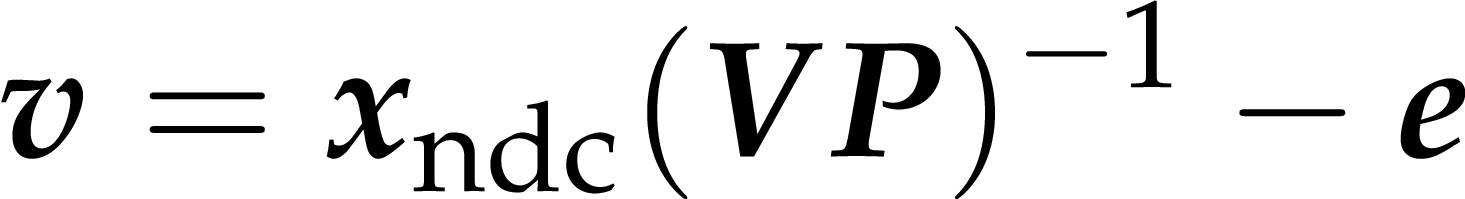 v = x_ndc(VP)^−1 − e